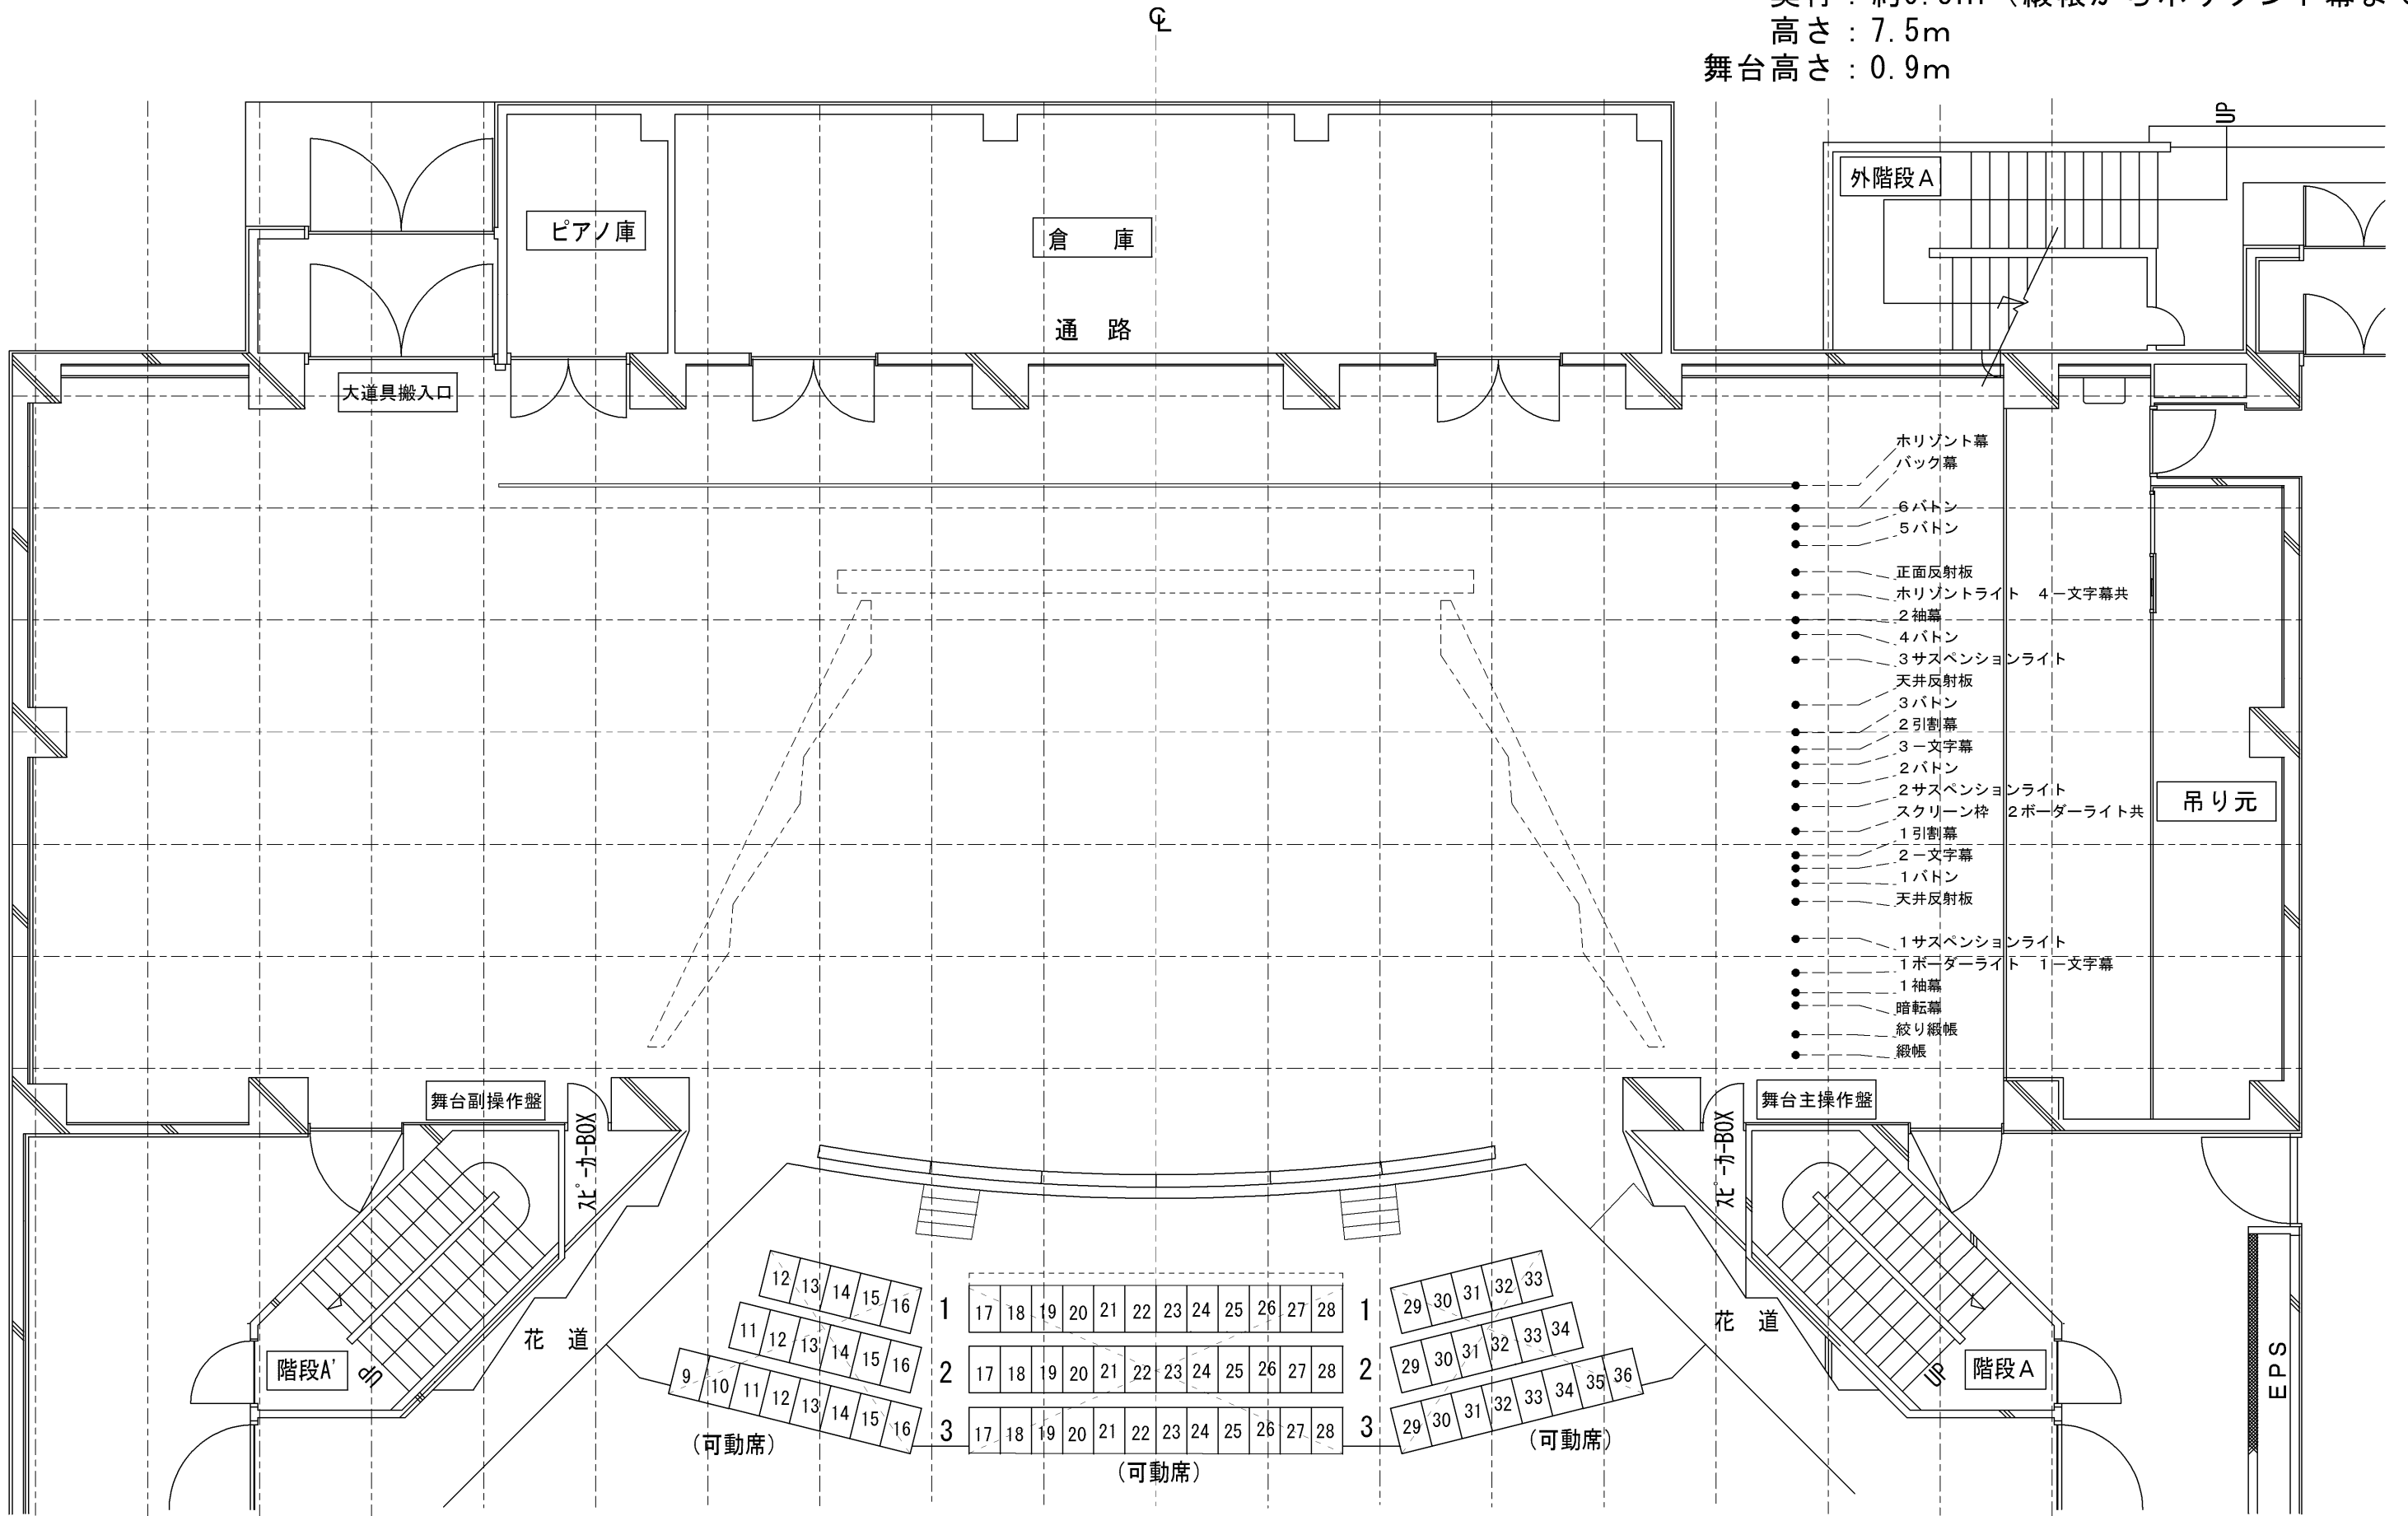 ℄
高さ：7.5m
舞台高さ：0.9m
UP
外階段A
ピアノ庫
倉　庫
通　路
大道具搬入口
ホリゾント幕
バック幕
6バトン
5バトン
正面反射板
ホリゾントライト　4一文字幕共
2袖幕
4バトン
3サスペンションライト
天井反射板
3バトン
2引割幕
3一文字幕
2バトン
2サスペンションライト
スクリーン枠　2ボーダーライト共
1引割幕
2一文字幕
1バトン
天井反射板
1サスペンションライト
1ボーダーライト　1一文字幕
1袖幕
暗転幕
絞り緞帳
緞帳
吊り元
舞台副操作盤
ｽﾋﾟｰｶｰBOX
舞台主操作盤
ｽﾋﾟｰｶｰBOX
12 13 14 15 16 1 17 18 19 20 21 22 23 24 25 26 27 28 1 29 30 31 32 33
11 12 13 14 15 16 2 17 18 19 20 21 22 23 24 25 26 27 28 2 29 30 31 32 33 34
9 10 11 12 13 14 15 16 3 17 18 19 20 21 22 23 24 25 26 27 28 3 29 30 31 32 33 34 35 36
花　道
花　道
階段A'
UP
UP
階段A
EPS
(可動席)
(可動席)
(可動席)